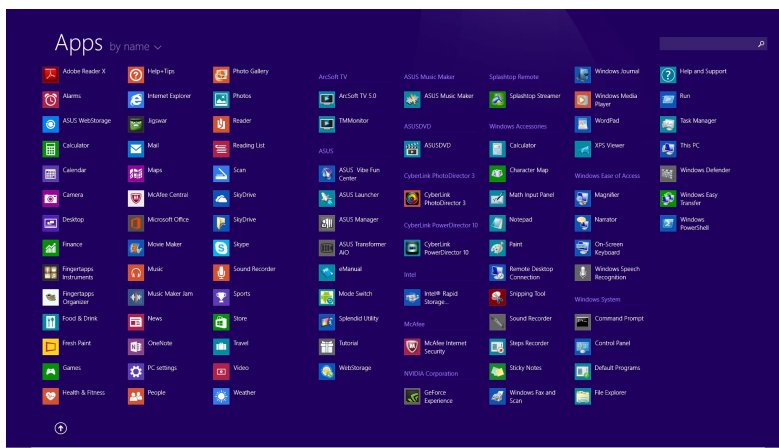 Apps by name
Adobe Reader X
Alarms
ASUS WebStorage
Calculator
Calendar
Camera
Desktop
Finance
Fingertapps
Instruments
Fingertapps
Organizer
Food & Drink
Fresh Paint
Games
Health & Fitness
Help+Tips
Internet Explorer
Jigswar
Mail
Maps
McAfee Central
Microsoft Office
Movie Maker
Music
Music Maker Jam
News
OneNote
PC settings
People
Photo Gallery
Photos
Reader
Reading List
Scan
SkyDrive
SkyDrive
Skype
Sound Recorder
Sports
Store
Travel
Video
Weather
ArcSoft TV
ArcSoft TV 5.0
TMMonitor
ASUS
ASUS Vibe Fun
Center
ASUS Launcher
ASUS Manager
ASUS Transformer
AiO
eManual
Mode Switch
Splendid Utility
Tutorial
WebStorage
ASUS Music Maker
ASUS Music Maker
ASUSDVD
ASUSDVD
CyberLink PhotoDirector 3
CyberLink
PhotoDirector 3
CyberLink PowerDirector 10
CyberLink
PowerDirector 10
Intel
Intel® Rapid
Storage...
McAfee
McAfee Internet
Security
NVIDIA Corporation
GeForce
Experience
Splashtop Remote
Splashtop Streamer
Windows Accessories
Calculator
Character Map
Math Input Panel
Notepad
Paint
Remote Desktop
Connection
Snipping Tool
Sound Recorder
Steps Recorder
Sticky Notes
Windows Fax and
Scan
Windows Journal
Windows Media
Player
WordPad
XPS Viewer
Windows Ease of Access
Magnifier
Narrator
On-Screen
Keyboard
Windows Speech
Recognition
Windows System
Command Prompt
Control Panel
Default Programs
File Explorer
Help and Support
Run
Task Manager
This PC
Windows Defender
Windows Easy
Transfer
Windows
PowerShell